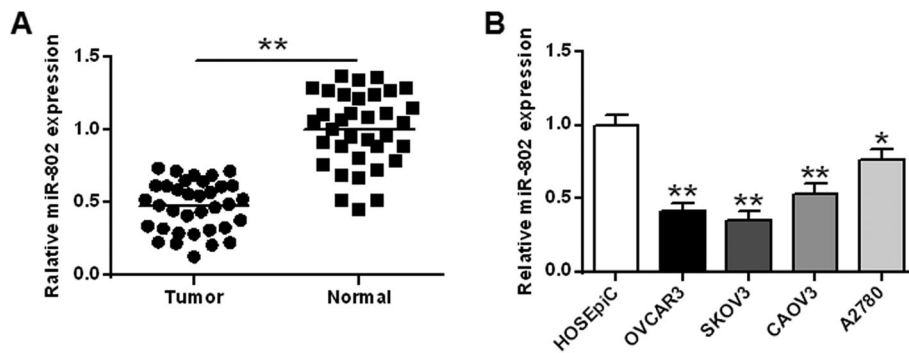 A
Ralative miR-802 expression
1.5
1.0
0.5
0.0
**
Tumor
Normal
B
Relative miR-802 expression
1.5
1.0
0.5
0.0
**
**
**
*
HOSEpiC
OVCAR3
SKOV3
CAOV3
A2780